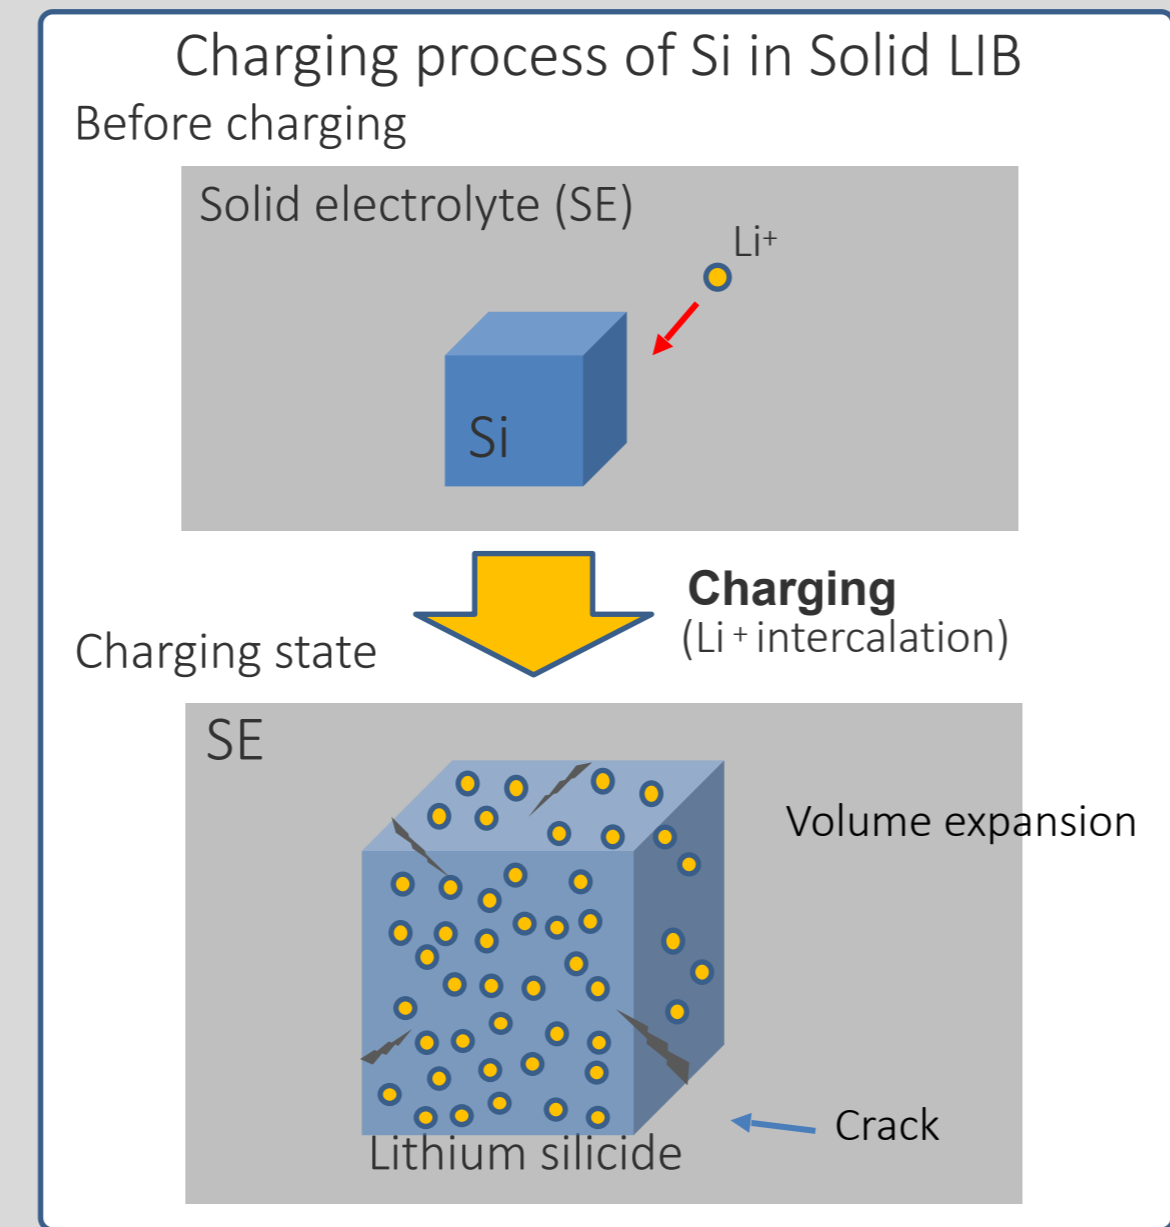 Charging process of Si in Solid LIB
Before charging
Solid electrolyte (SE)
Li⁺
Si
Charging
(Li⁺ intercalation)
Charging state
SE
Volume expansion
Crack
Lithium silicide